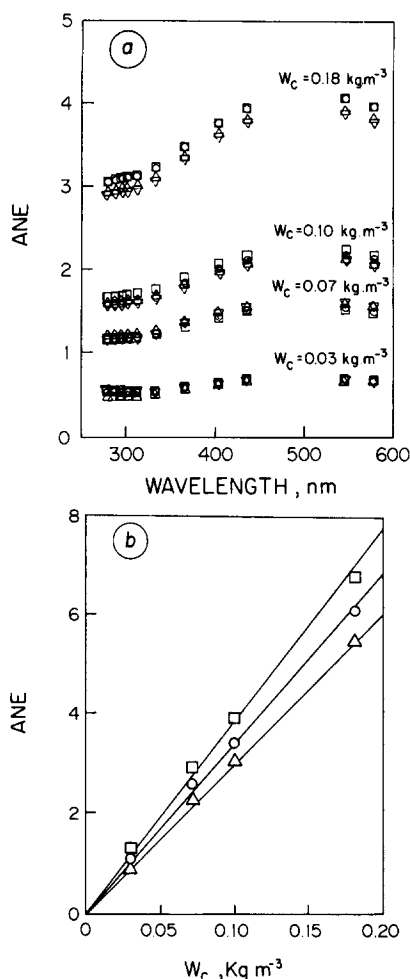 a
5
W_c = 0.18 kg m⁻³
4
3
ANE
W_c = 0.10 kg.m⁻³
2
W_c = 0.07 kg m⁻³
1
W_c = 0.03 kg m⁻³
0
300 400 500 600
WAVELENGTH, nm
8
b
6
ANE
4
2
0
0 0.05 0.10 0.15 0.20
W_c, Kg m⁻³